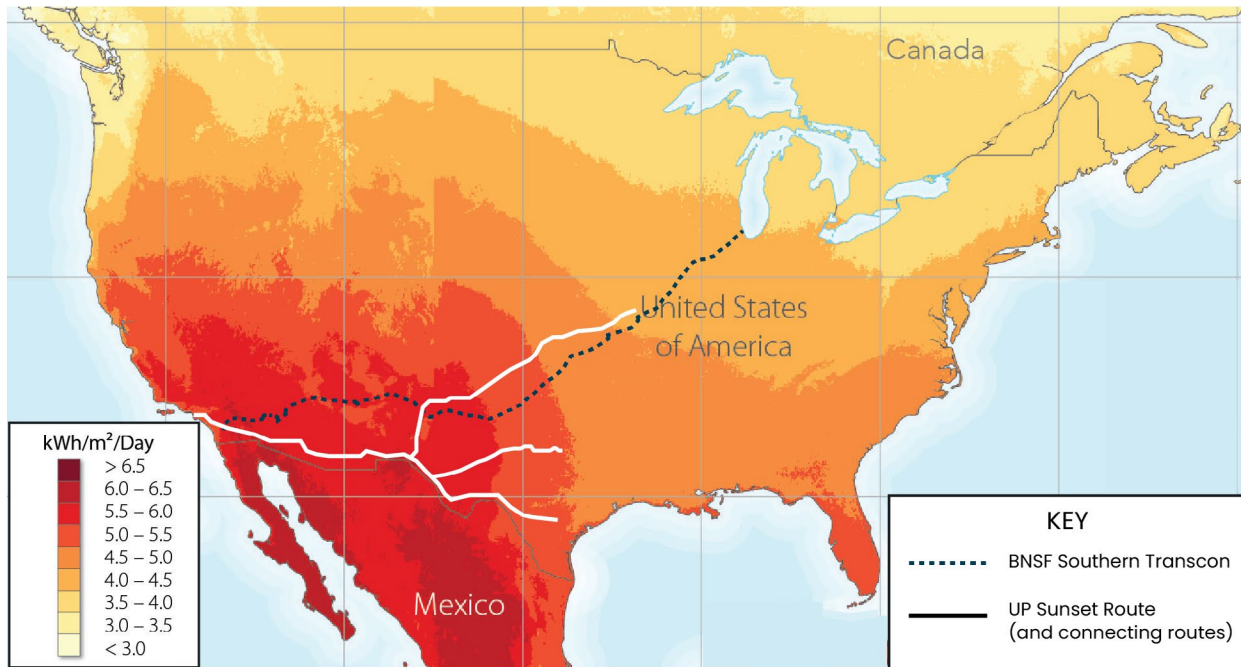 Canada
United States
of America
Mexico
kWh/m²/Day
> 6.5
6.0 – 6.5
5.5 – 6.0
5.0 – 5.5
4.5 – 5.0
4.0 – 4.5
3.5 – 4.0
3.0 – 3.5
< 3.0
KEY
BNSF Southern Transcon
UP Sunset Route
(and connecting routes)